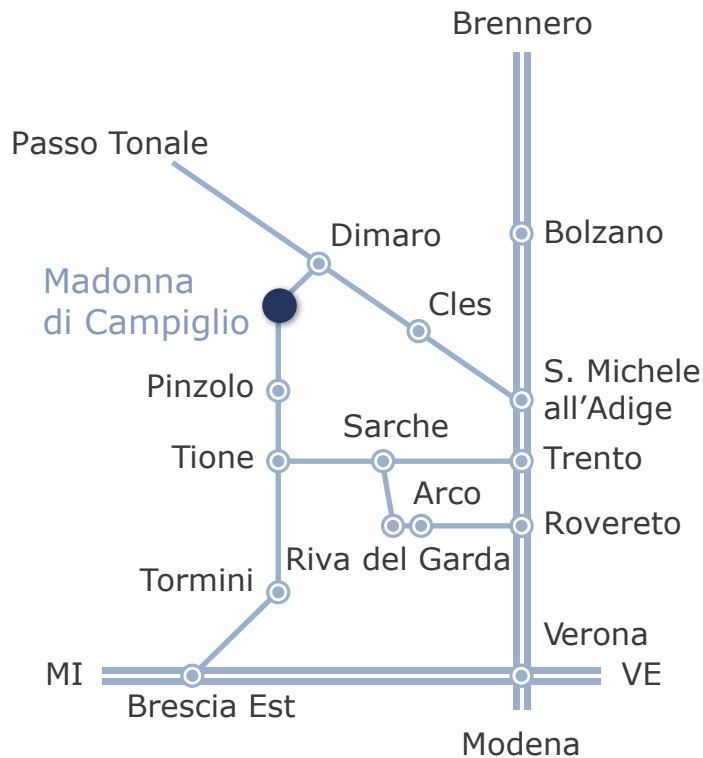 Brennero
Passo Tonale
Dimaro
Bolzano
Madonna
di Campiglio
Cles
Pinzolo
S. Michele
all’Adige
Sarche
Tione
Trento
Arco
Rovereto
Riva del Garda
Tormini
Verona
MI
VE
Brescia Est
Modena